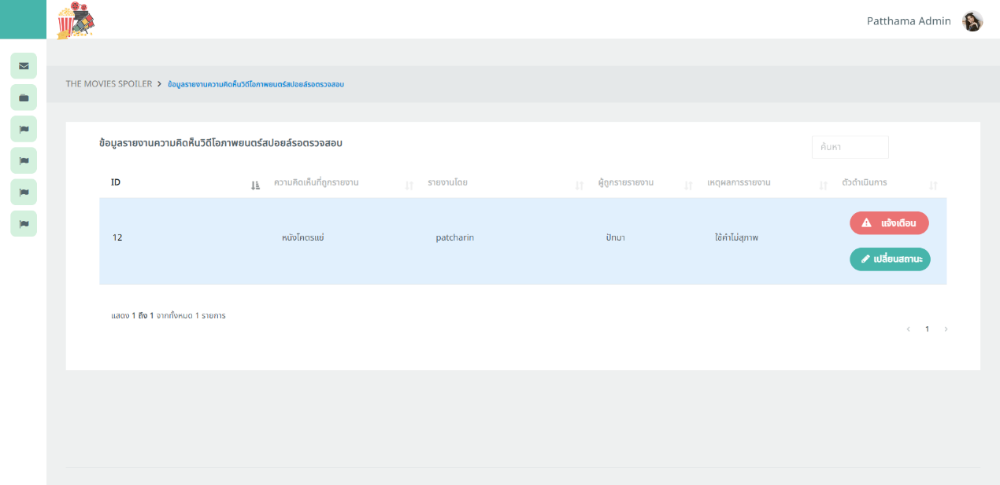 Patthama Admin
THE MOVIES SPOILER > ข้อมูลรายงานความคิดห็นวิดีโอภาพยนตร์สปอยล์รอตรวจสอบ
ข้อมูลรายงานความคิดห็นวิดีโอภาพยนตร์สปอยล์รอตรวจสอบ
ค้นหา
ID ความคิดเห็นที่ถูกรายงาน รายงานโดย ผู้ถูกรายรายงาน เหตุผลการรายงาน ตัวดำเนินการ
12 หนังโคตรแย่ patcharin ปัทมา ใช้คำไม่สุภาพ
แจ้งเตือน
เปลี่ยนสถานะ
แสดง 1 ถึง 1 จากทั้งหมด 1 รายการ
‹ 1 ›